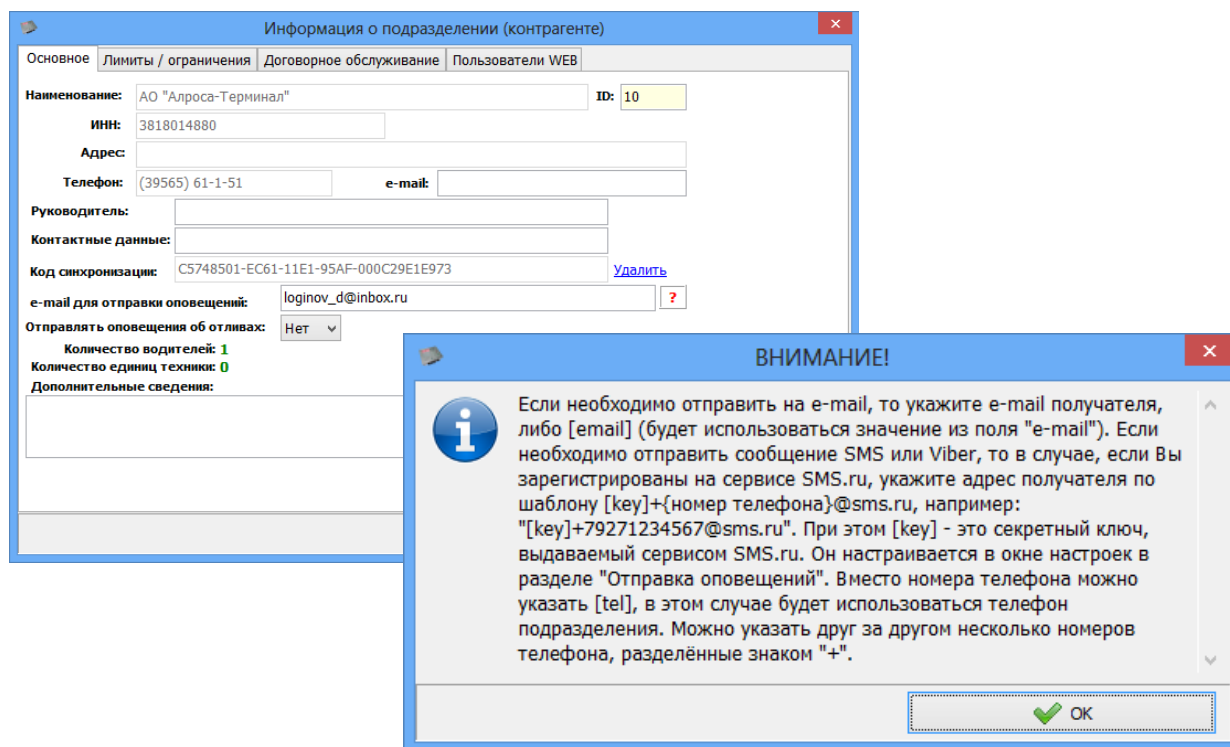 Информация о подразделении (контрагенте)
Основное Лимиты / ограничения Договорное обслуживание Пользователи WEB
Наименование: АО "Алроса-Терминал" ID: 10
ИНН: 3818014880
Адрес:
Телефон: (39565) 61-1-51 e-mail:
Руководитель:
Контактные данные:
Код синхронизации: C5748501-EC61-11E1-95AF-000C29E1E973 Удалить
e-mail для отправки оповещений: loginov_d@inbox.ru ?
Отправлять оповещения об отливах: Нет
Количество водителей: 1
Количество единиц техники: 0
Дополнительные сведения:
ВНИМАНИЕ!
Если необходимо отправить на e-mail, то укажите e-mail получателя,
либо [email] (будет использоваться значение из поля "e-mail"). Если
необходимо отправить сообщение SMS или Viber, то в случае, если Вы
зарегистрированы на сервисе SMS.ru, укажите адрес получателя по
шаблону [key]+{номер телефона}@sms.ru, например:
"[key]+79271234567@sms.ru". При этом [key] - это секретный ключ,
выдаваемый сервисом SMS.ru. Он настраивается в окне настроек в
разделе "Отправка оповещений". Вместо номера телефона можно
указать [tel], в этом случае будет использоваться телефон
подразделения. Можно указать друг за другом несколько номеров
телефона, разделённые знаком "+".
OK